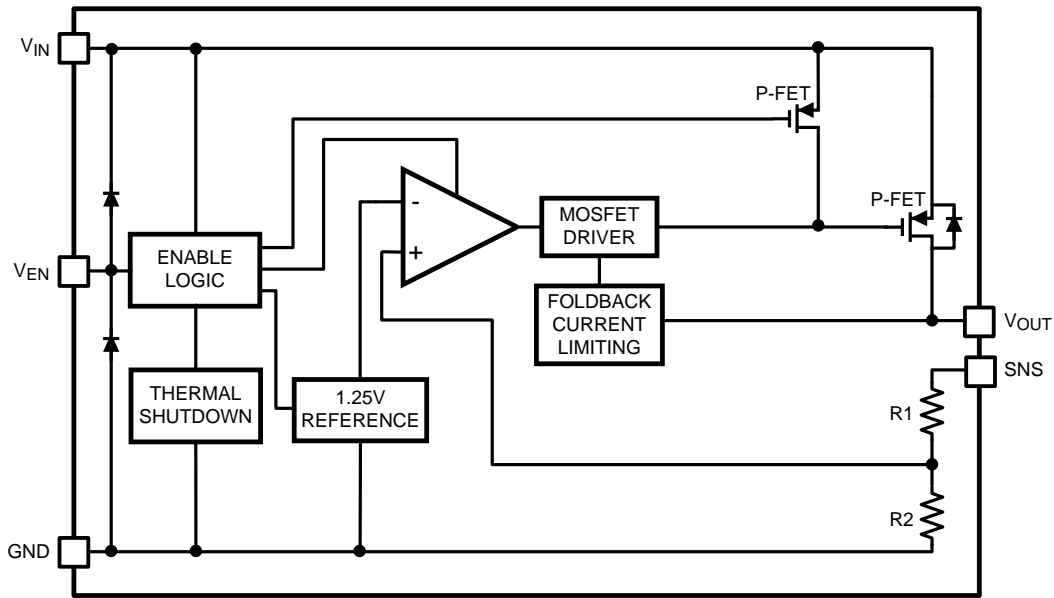 VIN
P-FET
P-FET
-
MOSFET
DRIVER
+
VEN
ENABLE
LOGIC
FOLDBACK
CURRENT
LIMITING
VOUT
SNS
THERMAL
SHUTDOWN
1.25V
REFERENCE
R1
R2
GND